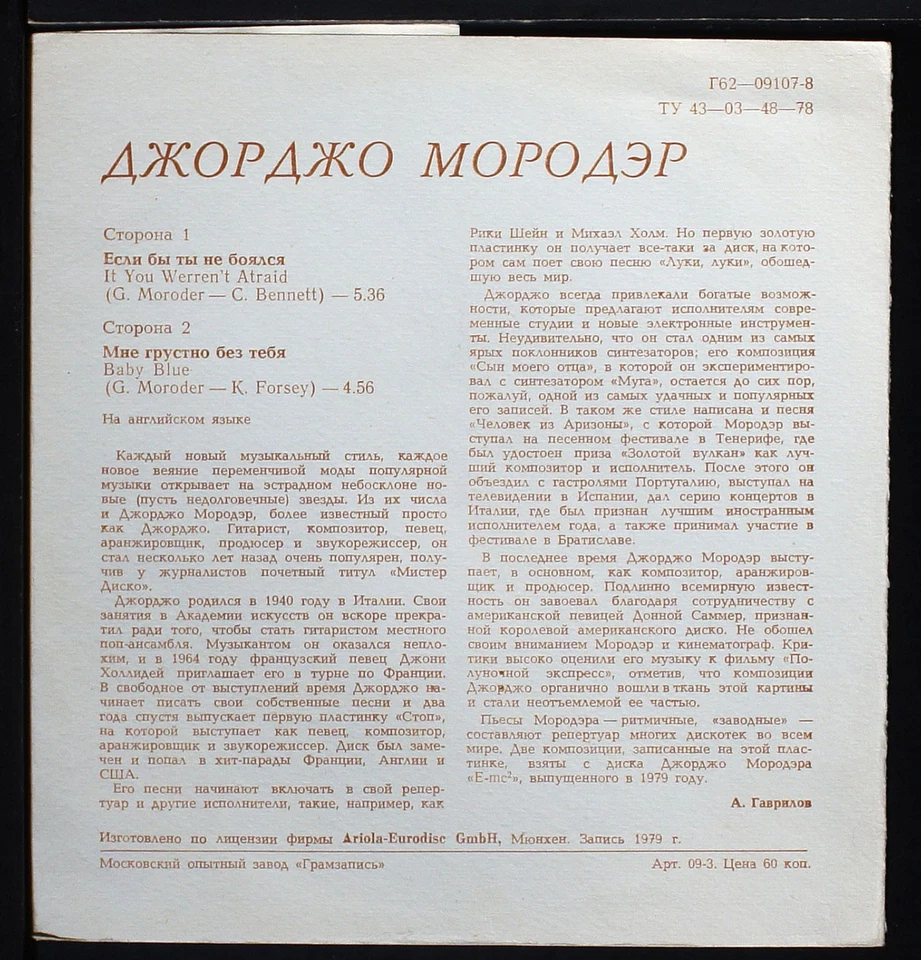 Г62—09107-8
ТУ 43—03—48—78
ДЖОРДЖО МОРОДЭР
Сторона 1
Если бы ты не боялся
If You Werren't Afraid
(G. Moroder — C. Bennett) — 5.36
Сторона 2
Мне грустно без тебя
Baby Blue
(G. Moroder — K. Forsey) — 4.56
На английском языке
Каждый новый музыкальный стиль, каждое
новое веяние переменчивой моды популярной
музыки открывает на эстрадном небосклоне но-
вые (пусть недолговечные) звезды. Из их числа
и Джорджо Мородэр, более известный просто
как Джорджо. Гитарист, композитор, певец,
аранжировщик, продюсер и звукорежиссер, он
стал несколько лет назад очень популярен, полу-
чив у журналистов почетный титул «Мистер
Диско».
Джорджо родился в 1940 году в Италии. Свои
занятия в Академии искусств он вскоре прекра-
тил ради того, чтобы стать гитаристом местного
поп-ансамбля. Музыкантом он оказался непло-
хим, и в 1964 году французский певец Джони
Холлидей приглашает его в турне по Франции.
В свободное от выступлений время Джорджо на-
чинает писать свои собственные песни и два
года спустя выпускает первую пластинку «Стоп»,
на которой выступает как певец, композитор,
аранжировщик и звукорежиссер. Диск был заме-
чен и попал в хит-парады Франции, Англии и
США.
Его песни начинают включать в свой репер-
туар и другие исполнители, такие, например, как
Рики Шейн и Михаэл Холм. Но первую золотую
пластинку он получает все-таки за диск, на кото-
ром сам поет свою песню «Луки, луки», обошед-
шую весь мир.
Джорджо всегда привлекали богатые возмож-
ности, которые предлагают исполнителям совре-
менные студии и новые электронные инструмен-
ты. Неудивительно, что он стал одним из самых
ярых поклонников синтезаторов; его композиция
«Сын моего отца», в которой он экспериментиро-
вал с синтезатором «Муга», остается до сих пор,
пожалуй, одной из самых удачных и популярных
его записей. В таком же стиле написана и песня
«Человек из Аризоны», с которой Мородэр вы-
ступал на песенном фестивале в Тенерифе, где
был удостоен приза «Золотой вулкан» как луч-
ший композитор и исполнитель. После этого он
объездил с гастролями Португалию, выступал на
телевидении в Испании, дал серию концертов в
Италии, где был признан лучшим иностранным
исполнителем года, а также принимал участие в
фестивале в Братиславе.
В последнее время Джорджо Мородэр высту-
пает, в основном, как композитор, аранжиров-
щик и продюсер. Подлинно всемирную извест-
ность он завоевал благодаря сотрудничеству с
американской певицей Донной Саммер, признан-
ной королевой американского диско. Не обошел
своим вниманием Мородэр и кинематограф. Кри-
тики высоко оценили его музыку к фильму «По-
луночной экспресс», отметив, что композиции
Джорджо органично вошли в ткань этой картины
и стали неотъемлемой ее частью.
Пьесы Мородэра — ритмичные, «заводные» —
составляют репертуар многих дискотек во всем
мире. Две композиции, записанные на этой плас-
тинке, взяты с диска Джорджо Мородэра
«E-mc²», выпущенного в 1979 году.
А. Гаврилов
Изготовлено по лицензии фирмы Ariola-Eurodisc GmbH, Мюнхен. Запись 1979 г.
Московский опытный завод «Грамзапись»
Арт. 09-3. Цена 60 коп.